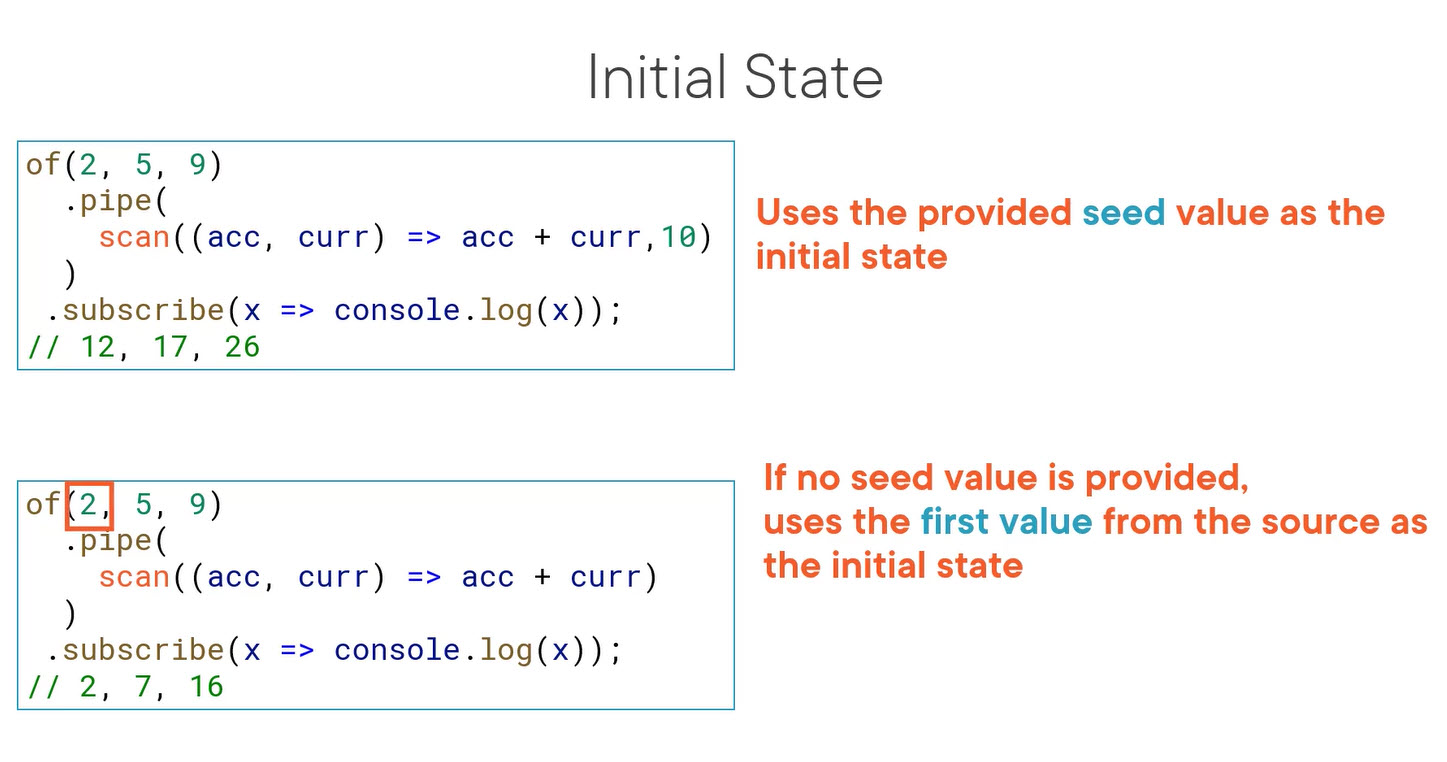 Initial State
of(2, 5, 9)
  .pipe(
    scan((acc, curr) => acc + curr,10)
  )
 .subscribe(x => console.log(x));
// 12, 17, 26
Uses the provided seed value as the
initial state
of(2, 5, 9)
  .pipe(
    scan((acc, curr) => acc + curr)
  )
 .subscribe(x => console.log(x));
// 2, 7, 16
If no seed value is provided,
uses the first value from the source as
the initial state